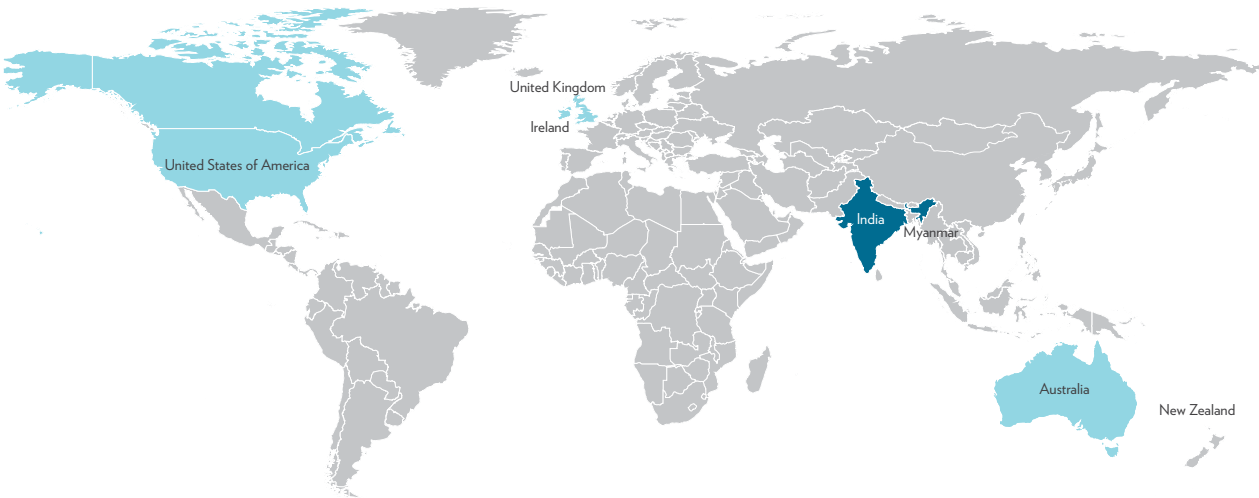 United Kingdom
Ireland
United States of America
India
Myanmar
Australia
New Zealand